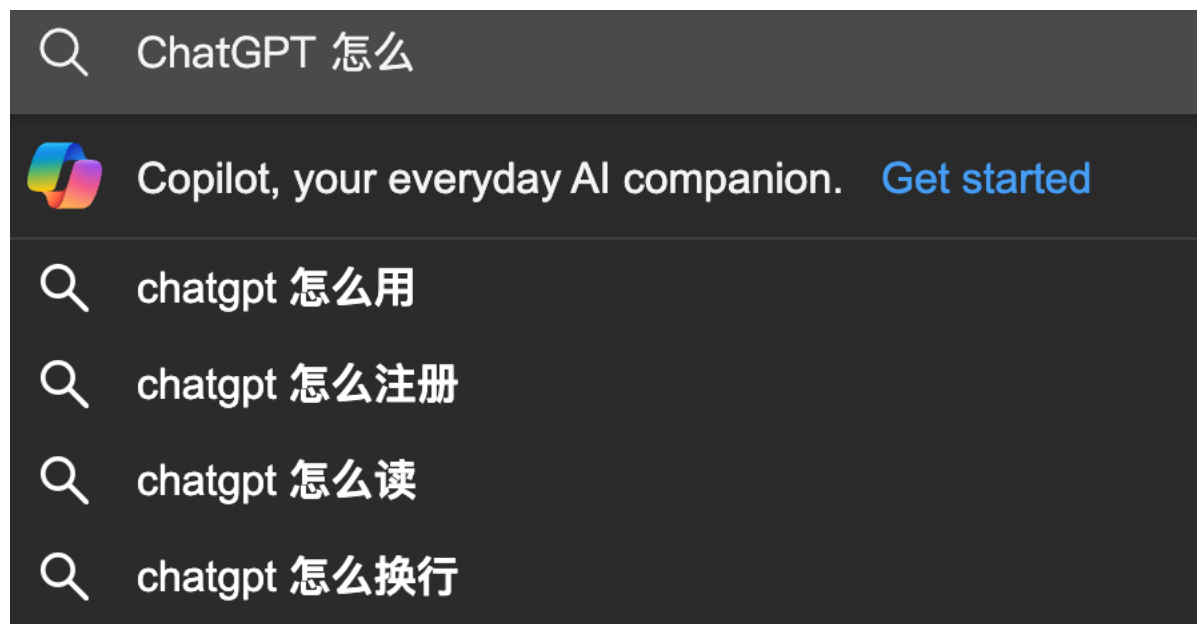 ChatGPT 怎么
Copilot, your everyday AI companion. Get started
chatgpt 怎么用
chatgpt 怎么注册
chatgpt 怎么读
chatgpt 怎么换行